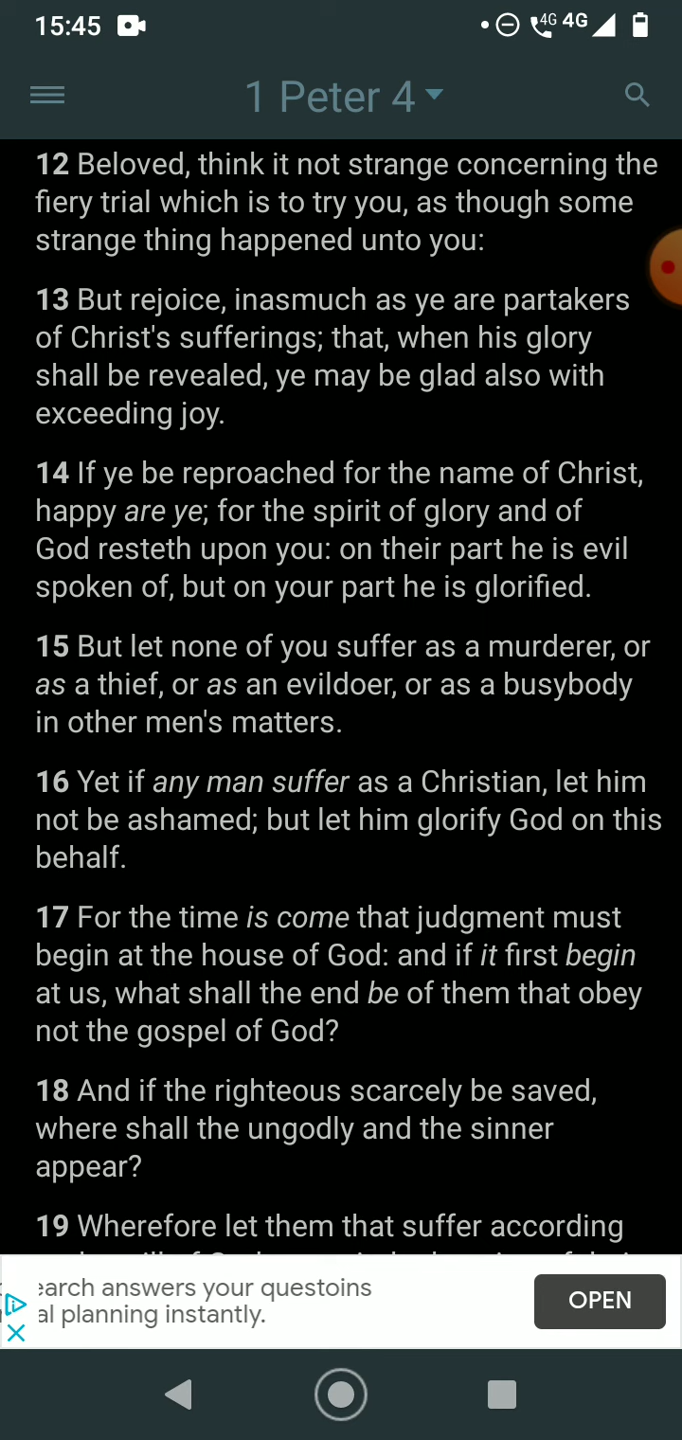 15:45
4G 4G
1 Peter 4
12 Beloved, think it not strange concerning the
fiery trial which is to try you, as though some
strange thing happened unto you:
13 But rejoice, inasmuch as ye are partakers
of Christ's sufferings; that, when his glory
shall be revealed, ye may be glad also with
exceeding joy.
14 If ye be reproached for the name of Christ,
happy are ye; for the spirit of glory and of
God resteth upon you: on their part he is evil
spoken of, but on your part he is glorified.
15 But let none of you suffer as a murderer, or
as a thief, or as an evildoer, or as a busybody
in other men's matters.
16 Yet if any man suffer as a Christian, let him
not be ashamed; but let him glorify God on this
behalf.
17 For the time is come that judgment must
begin at the house of God: and if it first begin
at us, what shall the end be of them that obey
not the gospel of God?
18 And if the righteous scarcely be saved,
where shall the ungodly and the sinner
appear?
19 Wherefore let them that suffer according
earch answers your questoins
al planning instantly.
OPEN